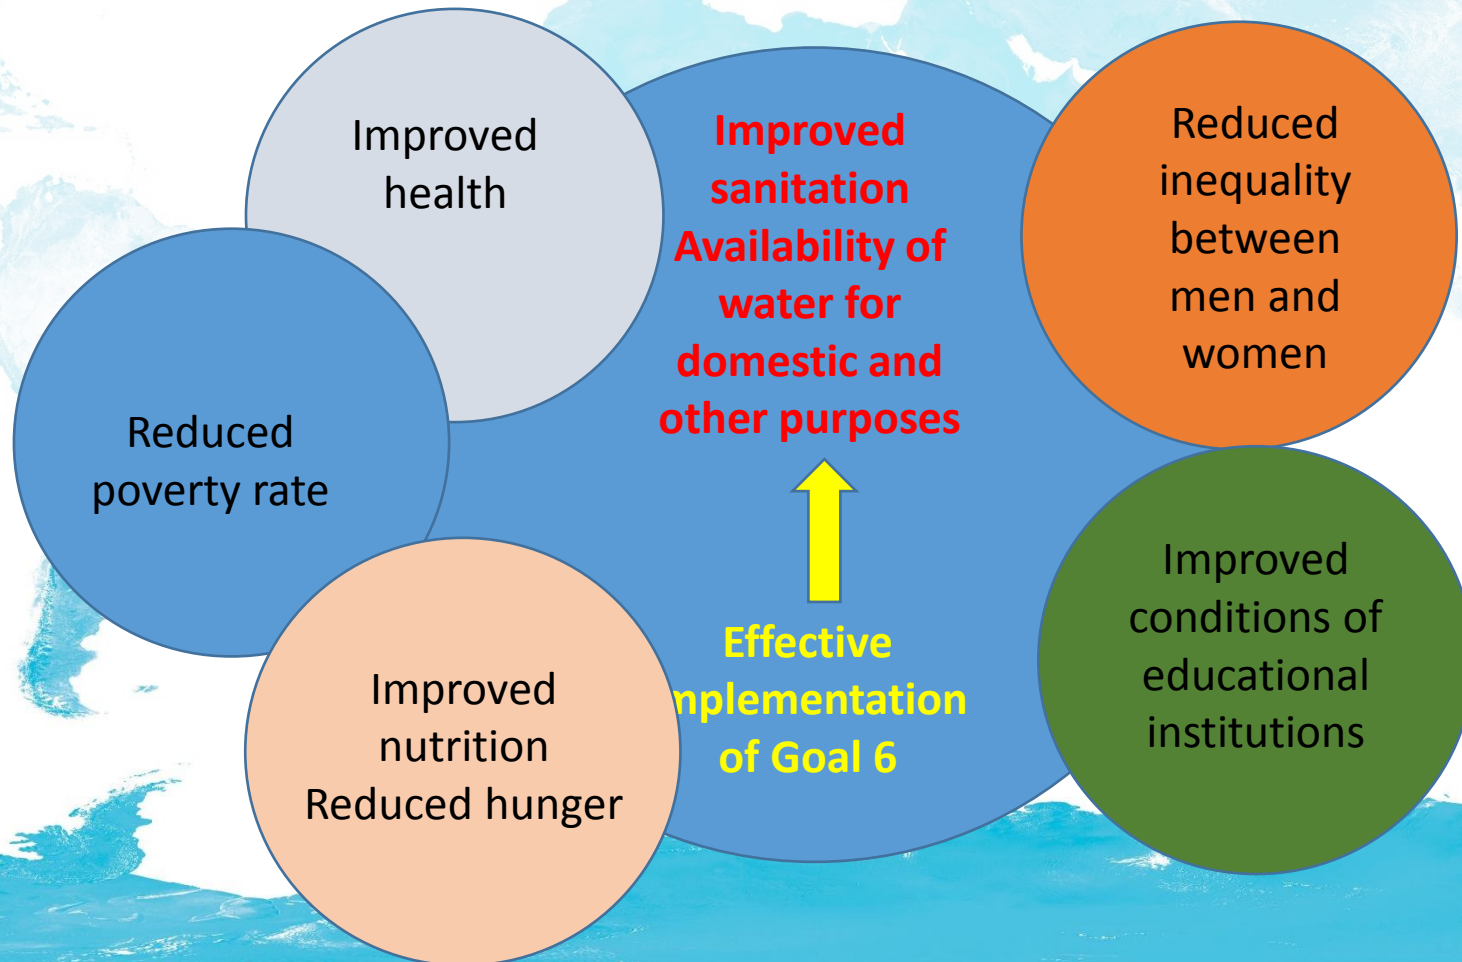 Improved
health
Reduced
poverty rate
Improved
nutrition
Reduced hunger
Improved
sanitation
Availability of
water for
domestic and
other purposes
Effective
mplementation
of Goal 6
Reduced
inequality
between
men and
women
Improved
conditions of
educational
institutions